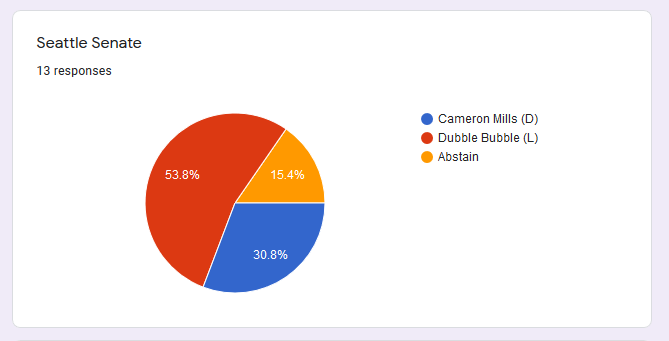 Seattle Senate
13 responses
Cameron Mills (D)
Dubble Bubble (L)
Abstain
53.8%
15.4%
30.8%